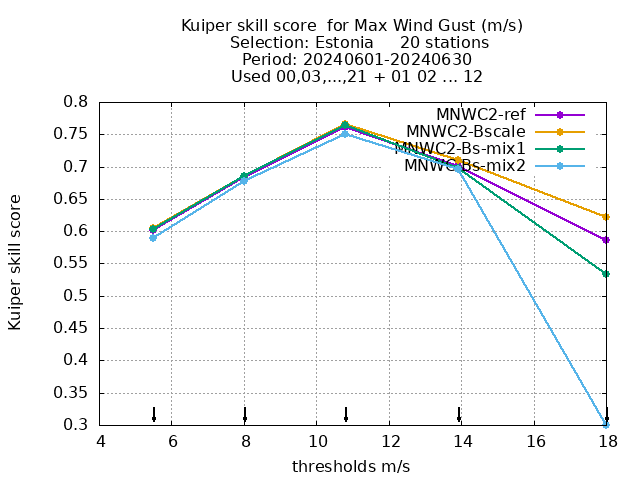 Kuiper skill score  for Max Wind Gust (m/s)
Selection: Estonia     20 stations
Period: 20240601-20240630
Used 00,03,...,21 + 01 02 ... 12
MNWC2-ref
MNWC2-Bscale
MNWC2-Bs-mix1
MNWC2-Bs-mix2
0.8
0.75
0.7
0.65
0.6
0.55
0.5
0.45
0.4
0.35
0.3
4 6 8 10 12 14 16 18
Kuiper skill score
thresholds m/s